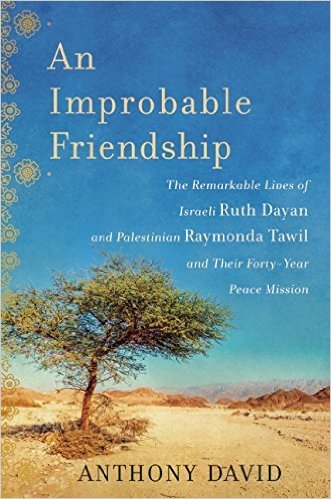 An
Improbable
Friendship
The Remarkable Lives of
Israeli Ruth Dayan
and Palestinian Raymonda Tawil
and Their Forty-Year
Peace Mission
ANTHONY DAVID